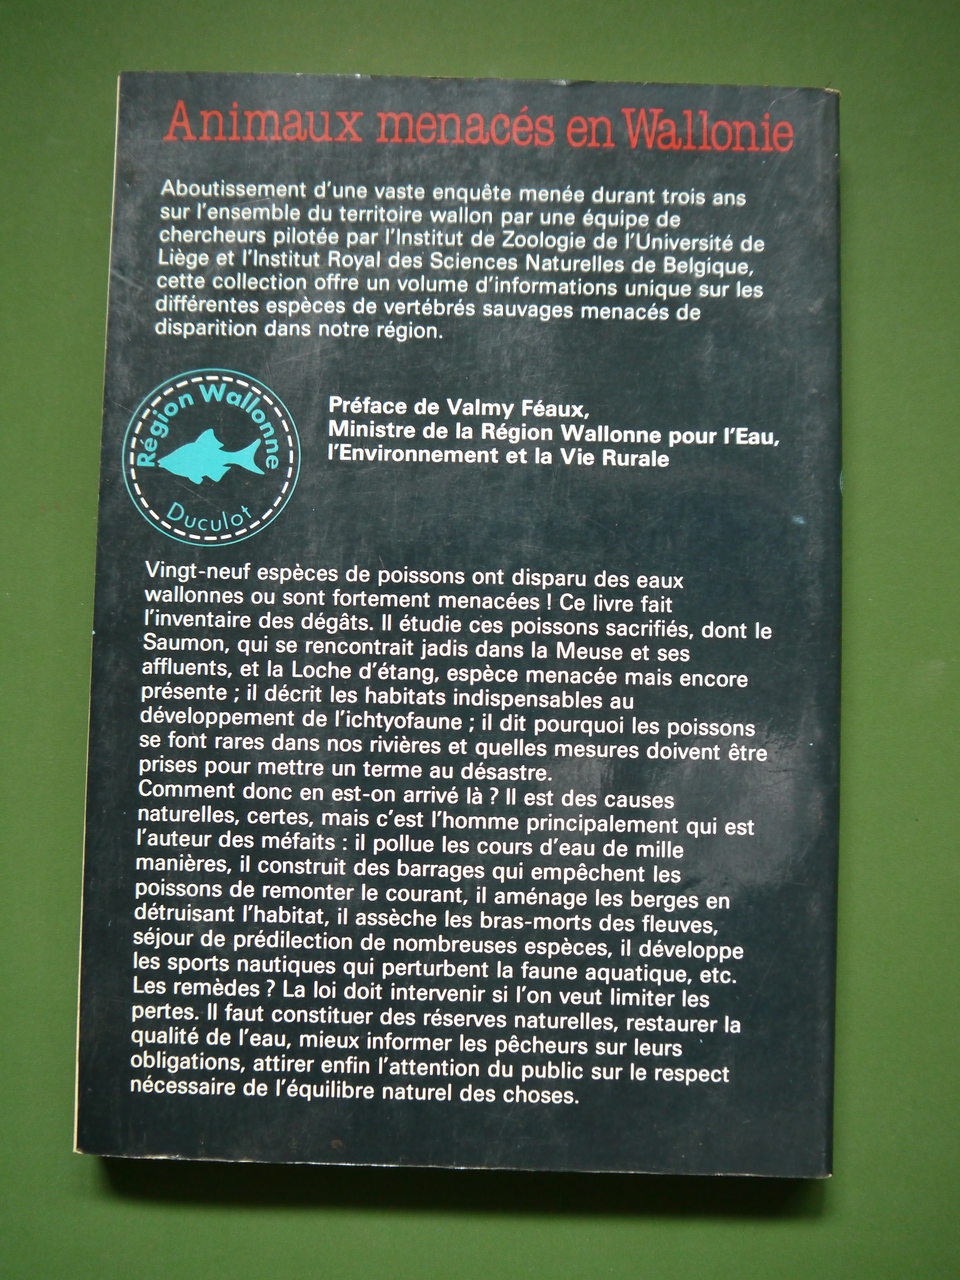 Animaux menacés en Wallonie
Aboutissement d'une vaste enquête menée durant trois ans
sur l'ensemble du territoire wallon par une équipe de
chercheurs pilotée par l'Institut de Zoologie de l'Université de
Liège et l'Institut Royal des Sciences Naturelles de Belgique,
cette collection offre un volume d'informations unique sur les
différentes espèces de vertébrés sauvages menacés de
disparition dans notre région.
Région Wallonne
Duculot
Préface de Valmy Féaux,
Ministre de la Région Wallonne pour l'Eau,
l'Environnement et la Vie Rurale
Vingt-neuf espèces de poissons ont disparu des eaux
wallonnes ou sont fortement menacées ! Ce livre fait
l'inventaire des dégâts. Il étudie ces poissons sacrifiés, dont le
Saumon, qui se rencontrait jadis dans la Meuse et ses
affluents, et la Loche d'étang, espèce menacée mais encore
présente ; il décrit les habitats indispensables au
développement de l'ichtyofaune ; il dit pourquoi les poissons
se font rares dans nos rivières et quelles mesures doivent être
prises pour mettre un terme au désastre.
Comment donc en est-on arrivé là ? Il est des causes
naturelles, certes, mais c'est l'homme principalement qui est
l'auteur des méfaits : il pollue les cours d'eau de mille
manières, il construit des barrages qui empêchent les
poissons de remonter le courant, il aménage les berges en
détruisant l'habitat, il assèche les bras-morts des fleuves,
séjour de prédilection de nombreuses espèces, il développe
les sports nautiques qui perturbent la faune aquatique, etc.
Les remèdes ? La loi doit intervenir si l'on veut limiter les
pertes. Il faut constituer des réserves naturelles, restaurer la
qualité de l'eau, mieux informer les pêcheurs sur leurs
obligations, attirer enfin l'attention du public sur le respect
nécessaire de l'équilibre naturel des choses.